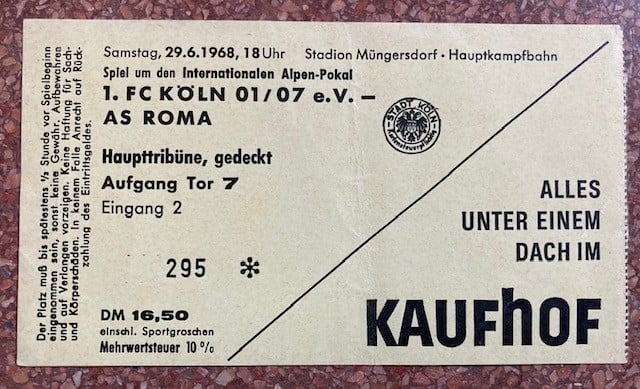 Der Platz muß bis spätestens ½ Stunde vor Spielbeginn
eingenommen sein, sonst keine Gewähr. Aufbewahren
und auf Verlangen vorzeigen. Keine Haftung für Sach-
und Körperschäden. In keinem Falle Anrecht auf Rück-
zahlung des Eintrittsgeldes.
Samstag, 29.6.1968, 18 Uhr Stadion Müngersdorf · Hauptkampfbahn
Spiel um den Internationalen Alpen-Pokal
1. FC KÖLN 01/07 e.V. —
AS ROMA
STADT KÖLN
Kartensteuerpflichtig
Haupttribüne, gedeckt
Aufgang Tor 7
Eingang 2
295 *
DM 16,50
einschl. Sportgroschen
Mehrwertsteuer 10 %
ALLES
UNTER EINEM
DACH IM
KAUFhOF